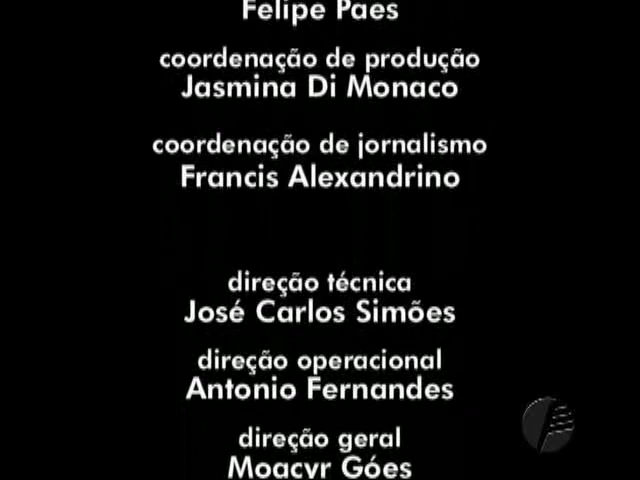 Felipe Paes
coordenação de produção
Jasmina Di Monaco
coordenação de jornalismo
Francis Alexandrino
direção técnica
José Carlos Simões
direção operacional
Antonio Fernandes
direção geral
Moacyr Góes